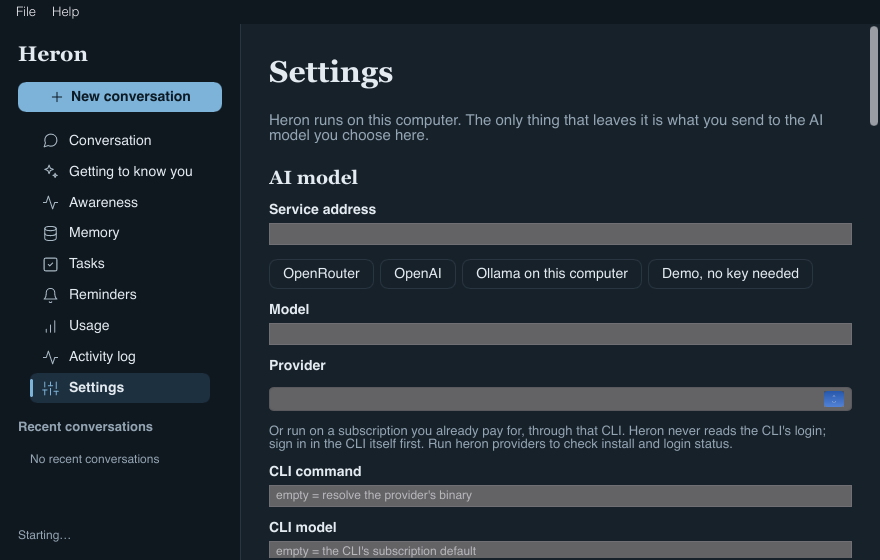 File Help
Heron
+ New conversation
Conversation
Getting to know you
Awareness
Memory
Tasks
Reminders
Usage
Activity log
Settings
Recent conversations
No recent conversations
Starting…
Settings
Heron runs on this computer. The only thing that leaves it is what you send to the AI
model you choose here.
AI model
Service address
OpenRouter OpenAI Ollama on this computer Demo, no key needed
Model
Provider
Or run on a subscription you already pay for, through that CLI. Heron never reads the CLI's login;
sign in in the CLI itself first. Run heron providers to check install and login status.
CLI command
empty = resolve the provider's binary
CLI model
empty = the CLI's subscription default